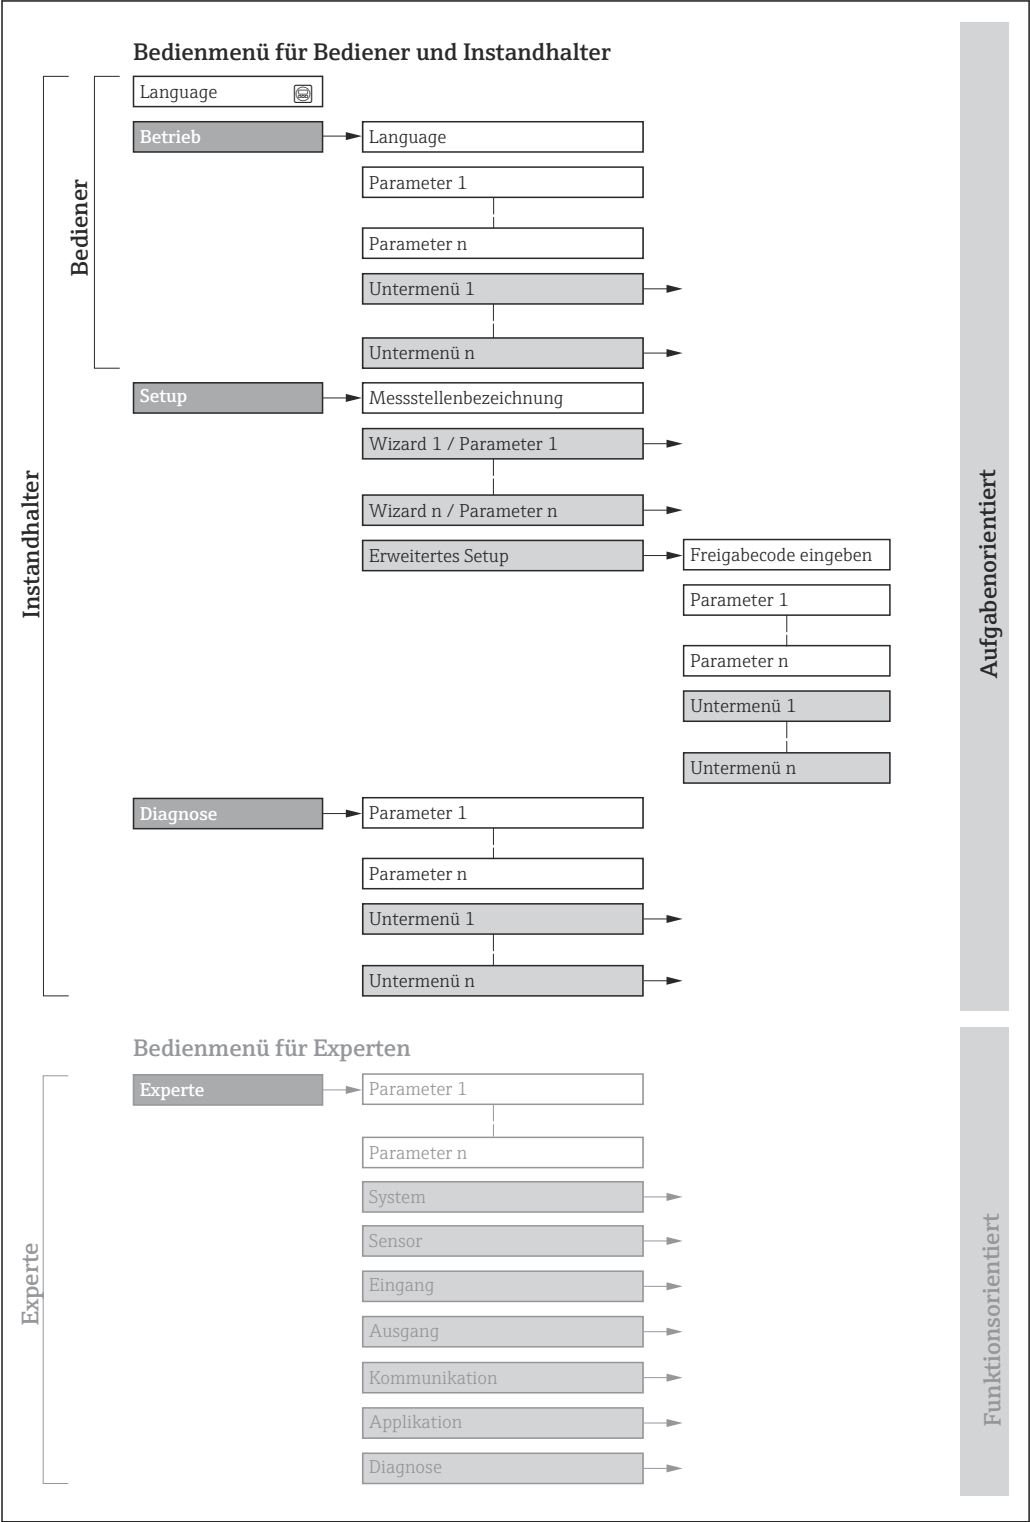 Bedienmenü für Bediener und Instandhalter
Language
Betrieb
Language
Parameter 1
Parameter n
Untermenü 1
Untermenü n
Setup
Messstellenbezeichnung
Wizard 1 / Parameter 1
Wizard n / Parameter n
Erweitertes Setup
Freigabecode eingeben
Parameter 1
Parameter n
Untermenü 1
Untermenü n
Diagnose
Parameter 1
Parameter n
Untermenü 1
Untermenü n
Bediener
Instandhalter
Aufgabenorientiert
Bedienmenü für Experten
Experte
Parameter 1
Parameter n
System
Sensor
Eingang
Ausgang
Kommunikation
Applikation
Diagnose
Experte
Funktionsorientiert